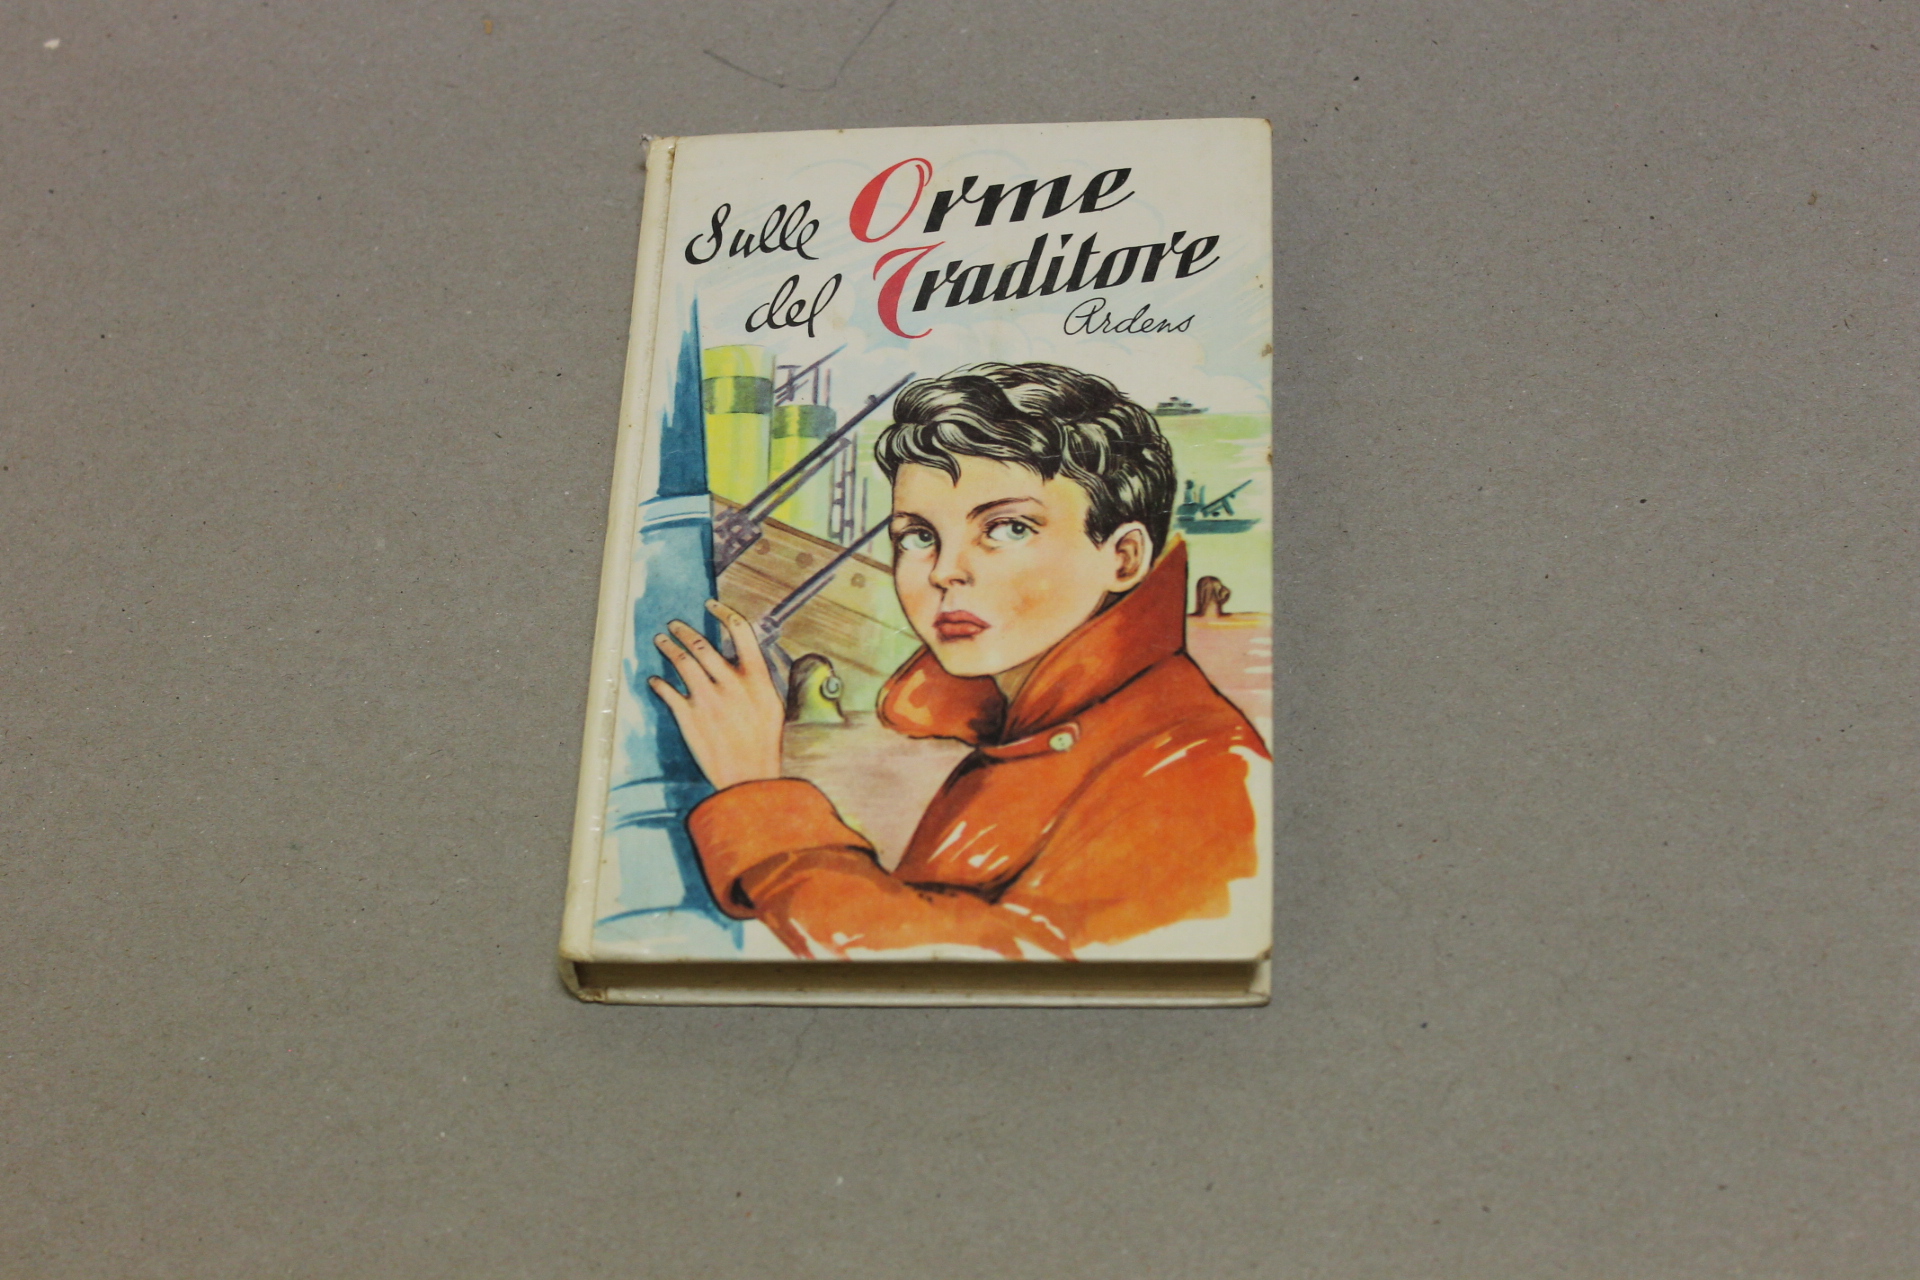 Sulle Orme
del Traditore
Ardens